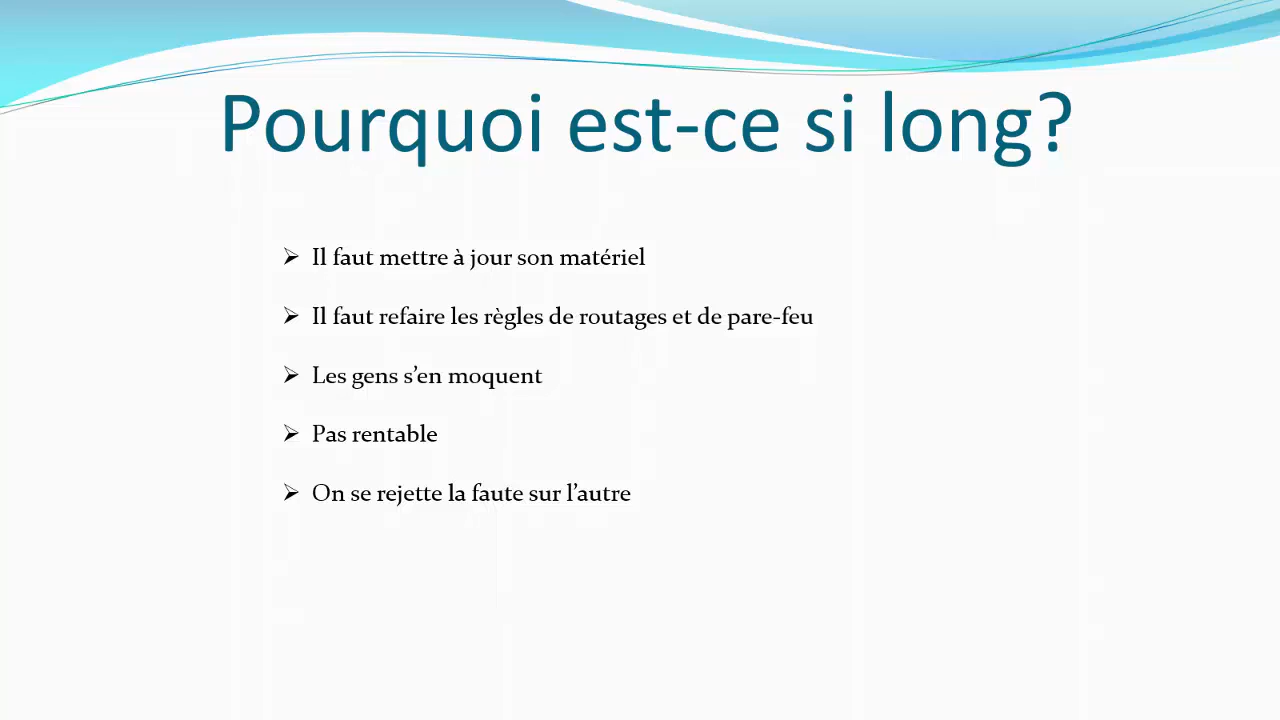 Pourquoi est-ce si long?
➢ Il faut mettre à jour son matériel
➢ Il faut refaire les règles de routages et de pare-feu
➢ Les gens s’en moquent
➢ Pas rentable
➢ On se rejette la faute sur l’autre